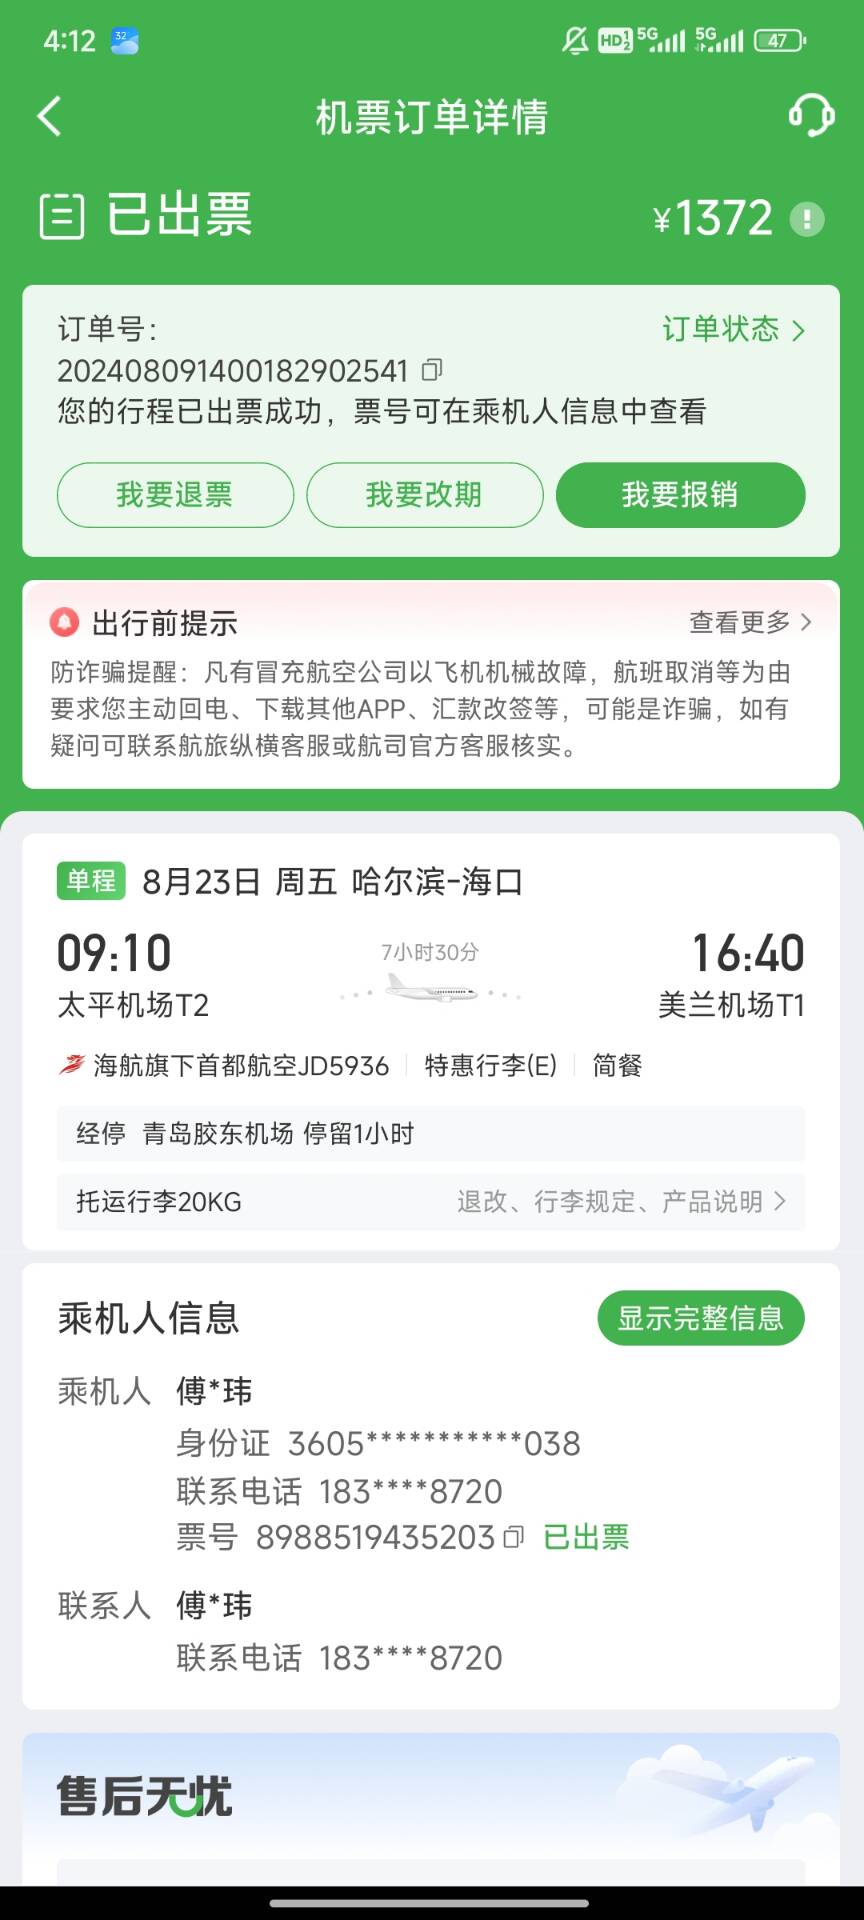 4:12
32
HD 1 2 5G 5G 47
机票订单详情
已出票
¥1372
订单号：
订单状态
202408091400182902541
您的行程已出票成功，票号可在乘机人信息中查看
我要退票 我要改期 我要报销
出行前提示
查看更多
防诈骗提醒：凡有冒充航空公司以飞机机械故障，航班取消等为由
要求您主动回电、下载其他APP、汇款改签等，可能是诈骗，如有
疑问可联系航旅纵横客服或航司官方客服核实。
单程 8月23日 周五 哈尔滨-海口
09:10 7小时30分 16:40
太平机场T2 美兰机场T1
海航旗下首都航空JD5936 特惠行李(E) 简餐
经停 青岛胶东机场 停留1小时
托运行李20KG 退改、行李规定、产品说明
乘机人信息 显示完整信息
乘机人 傅*玮
身份证 3605***********038
联系电话 183****8720
票号 8988519435203 已出票
联系人 傅*玮
联系电话 183****8720
售后无忧